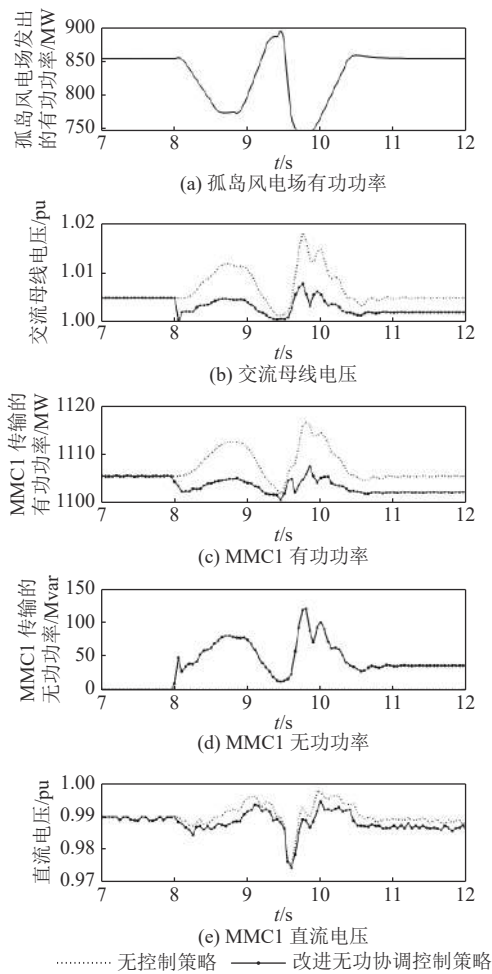 孤岛风电场发出
的有功功率/MW
900
850
800
750
7 8 9 10 11 12
t/s
(a) 孤岛风电场有功功率
交流母线电压/pu
1.02
1.01
1.00
7 8 9 10 11 12
t/s
(b) 交流母线电压
MMC1 传输的
有功功率/MW
1120
1110
1100
7 8 9 10 11 12
t/s
(c) MMC1 有功功率
MMC1 传输的
无功功率/Mvar
150
100
50
0
7 8 9 10 11 12
t/s
(d) MMC1 无功功率
直流电压/pu
1.00
0.99
0.98
0.97
7 8 9 10 11 12
t/s
(e) MMC1 直流电压
无控制策略 改进无功协调控制策略